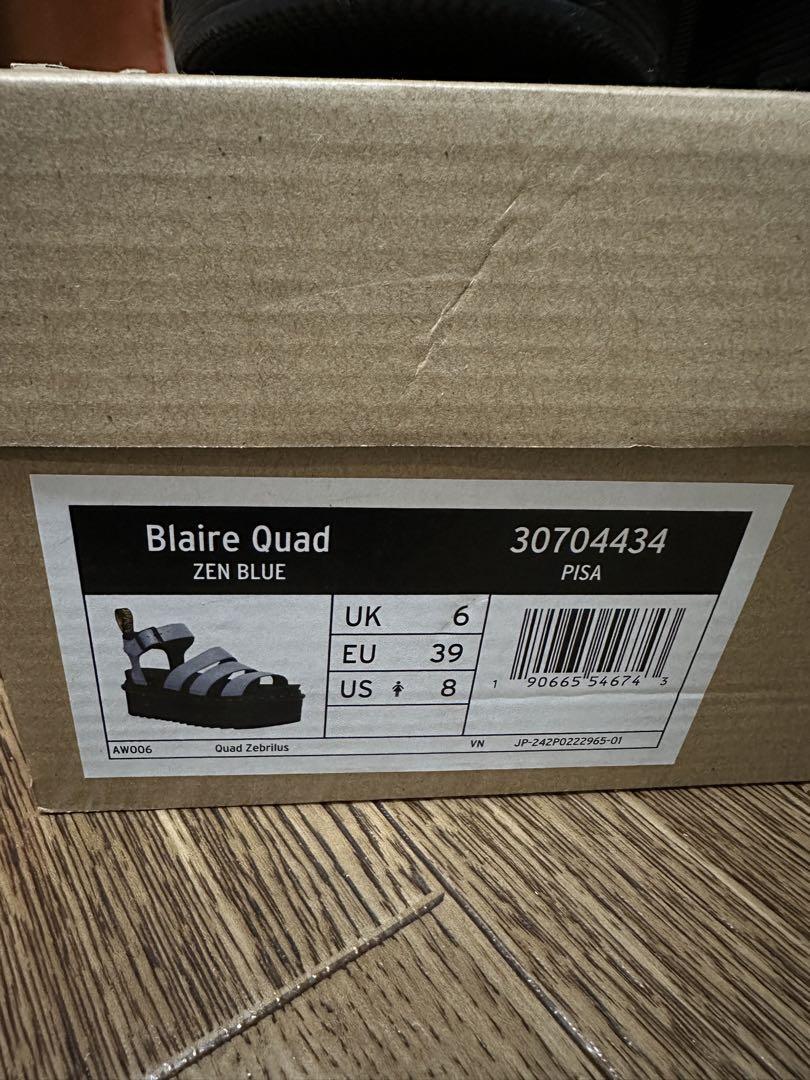 Blaire Quad
ZEN BLUE
30704434
PISA
UK 6
EU 39
US 8
1 90665 54674 3
AW006 Quad Zebrilus VN JP-242P0222965-01